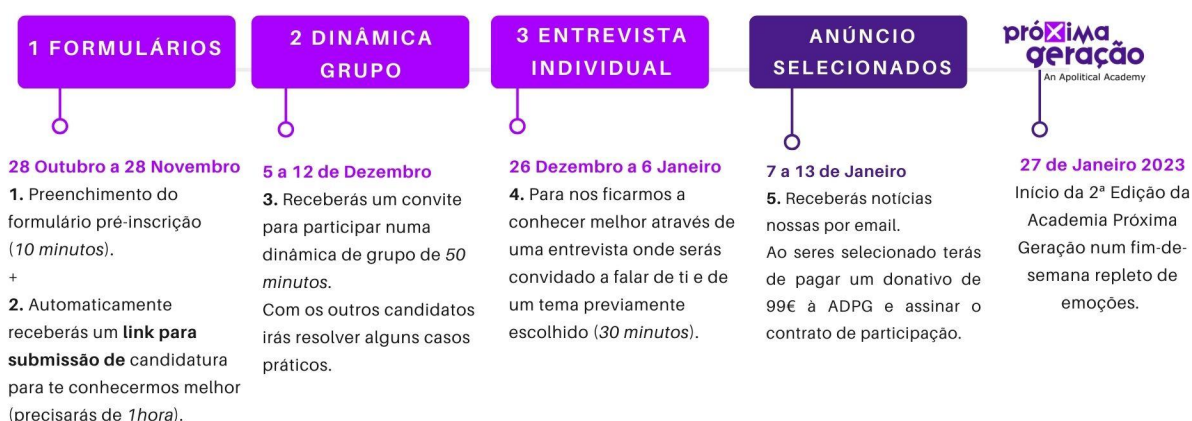 1 FORMULÁRIOS
28 Outubro a 28 Novembro
1. Preenchimento do
formulário pré-inscrição
(10 minutos).
+
2. Automaticamente
receberás um link para
submissão de candidatura
para te conhecermos melhor
(precisarás de 1hora).
2 DINÂMICA
GRUPO
5 a 12 de Dezembro
3. Receberás um convite
para participar numa
dinâmica de grupo de 50
minutos.
Com os outros candidatos
irás resolver alguns casos
práticos.
3 ENTREVISTA
INDIVIDUAL
26 Dezembro a 6 Janeiro
4. Para nos ficarmos a
conhecer melhor através de
uma entrevista onde serás
convidado a falar de ti e de
um tema previamente
escolhido (30 minutos).
ANÚNCIO
SELECIONADOS
7 a 13 de Janeiro
5. Receberás notícias
nossas por email.
Ao seres selecionado terás
de pagar um donativo de
99€ à ADPG e assinar o
contrato de participação.
próxima
geração
An Apolitical Academy
27 de Janeiro 2023
Início da 2ª Edição da
Academia Próxima
Geração num fim-de-
semana repleto de
emoções.